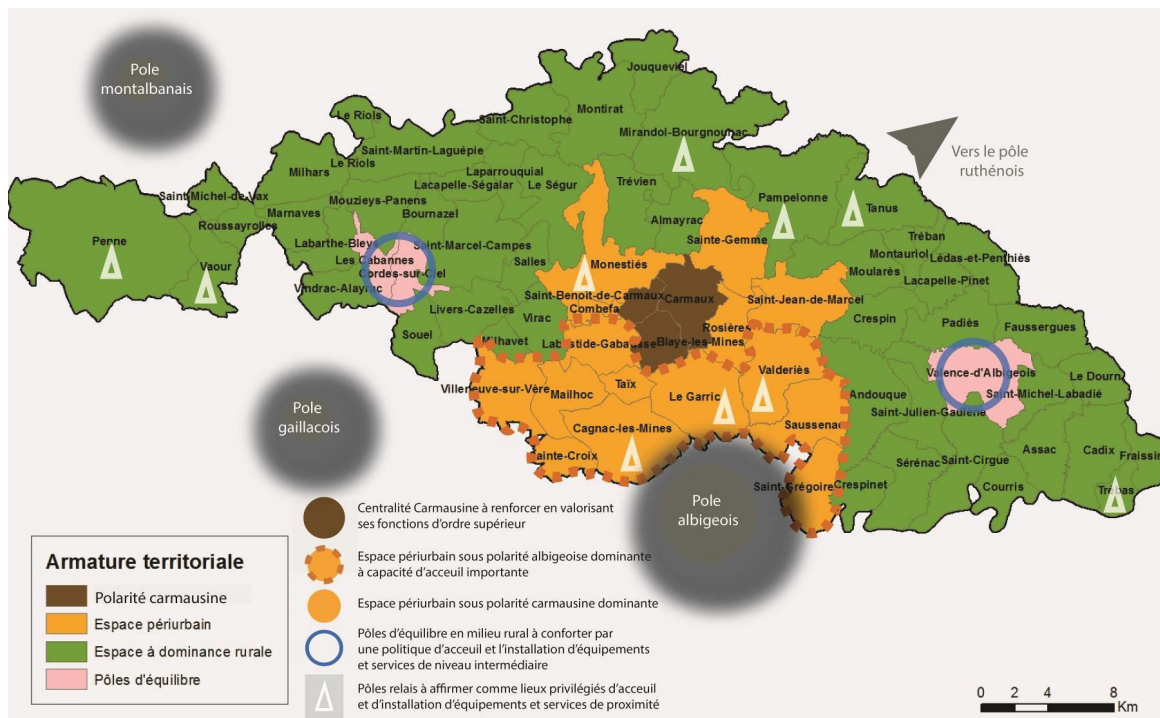 Pole
montalbanais
Jouqueviel
Montirat
Le Riols
Saint-Christophe
Mirandol-Bourgnounac
Saint-Martin-Laguépie
Vers le pôle
ruthénois
Le Riols
Milhars
Laparrouquial
Lacapelle-Ségalar
Le Ségur
Trévien
Saint-Michel-de-Vax
Mouzieys-Panens
Pampelonne
Tanus
Marnaves
Bournazel
Almayrac
Roussayrolles
Sainte-Gemme
Tréban
Penne
Labarthe-Bleys
Saint-Marcel-Campes
Montauriol
Lédas-et-Penthiès
Les Cabannes
Salles
Monestiés
Moularès
Vaour
Cordes-sur-Ciel
Lacapelle-Pinet
Vindrac-Alayrac
Saint-Benoit-de-Carmaux
Carmaux
Saint-Jean-de-Marcel
Livers-Cazelles
Combefa
Virac
Crespin
Padiès
Faussergues
Souel
Rosières
Milhavet
Labastide-Gabausse
Blaye-les-Mines
Valderiès
Valence-d'Albigeois
Le Dourn
Villeneuve-sur-Vère
Mailhoc
Taïx
Le Garric
Andouque
Saint-Michel-Labadié
Pole
gaillacois
Saint-Julien-Gaulène
Cagnac-les-Mines
Saussenac
Sainte-Croix
Assac
Cadix
Fraissin
Sérénac
Saint-Cirgue
Saint-Grégoire
Crespinet
Courris
Trébas
Pole
albigeois
Centralité Carmausine à renforcer en valorisant
ses fonctions d'ordre supérieur
Espace périurbain sous polarité albigeoise dominante
à capacité d'acceuil importante
Espace périurbain sous polarité carmausine dominante
Pôles d'équilibre en milieu rural à conforter par
une politique d'acceuil et l'installation d'équipements
et services de niveau intermédiaire
Pôles relais à affirmer comme lieux privilégiés d'acceuil
et d'installation d'équipements et services de proximité
Armature territoriale
Polarité carmausine
Espace périurbain
Espace à dominance rurale
Pôles d'équilibre
0 2 4 8
Km